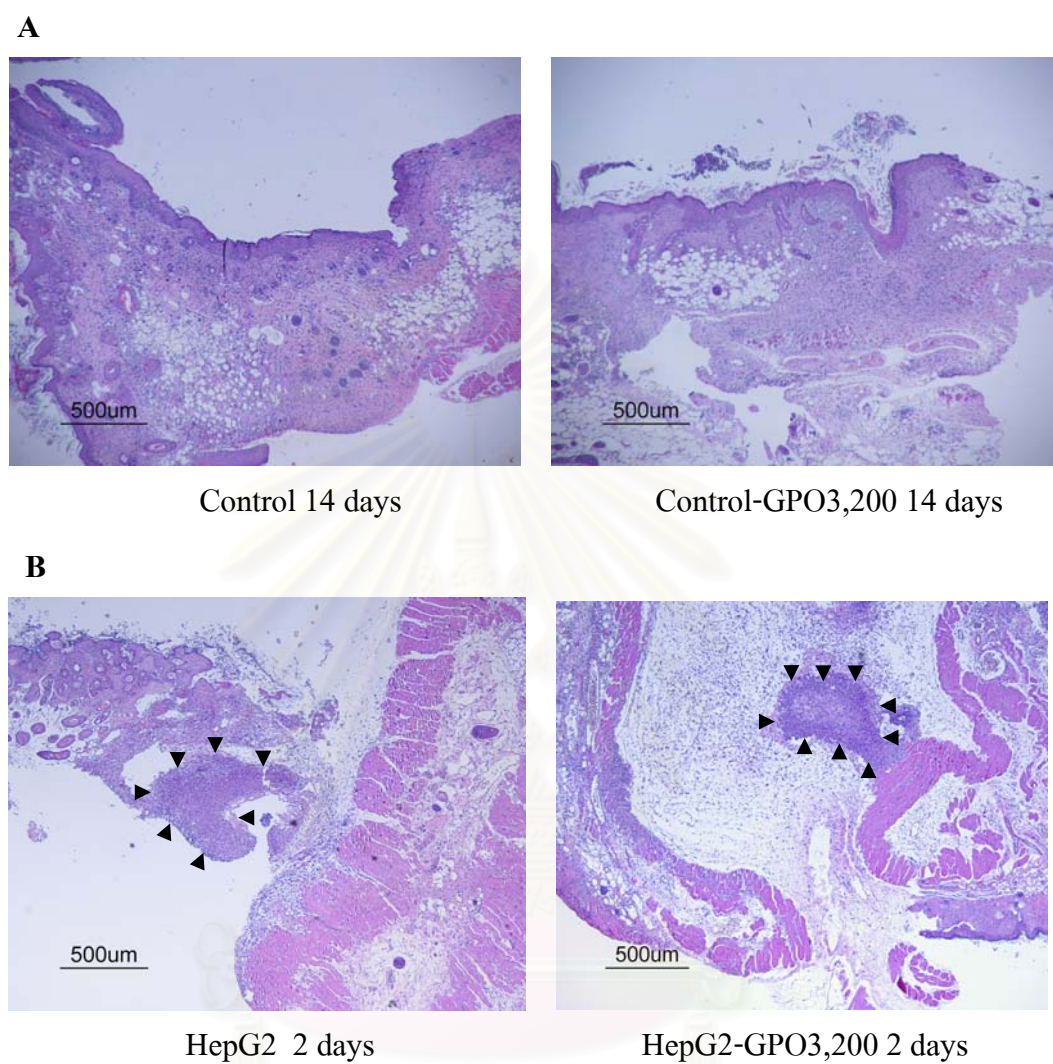 A
500um
500um
Control 14 days
Control-GPO3,200 14 days
B
500um
500um
HepG2 2 days
HepG2-GPO3,200 2 days